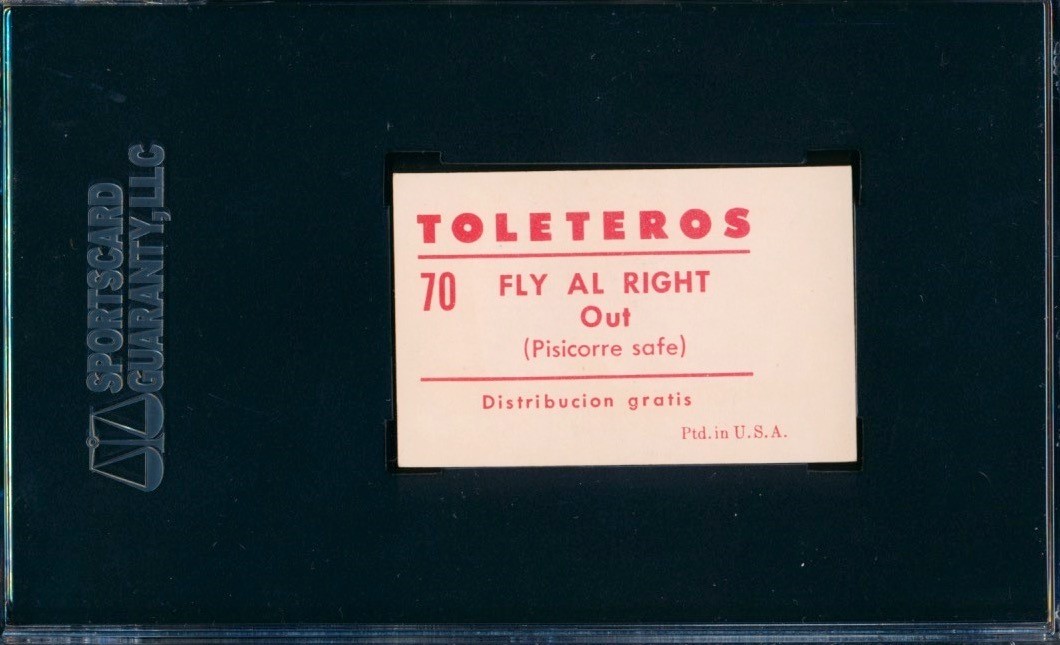 SPORTSCARD
GUARANTY, LLC
TOLETEROS
70 FLY AL RIGHT
Out
(Pisicorre safe)
Distribucion gratis
Ptd. in U. S. A.